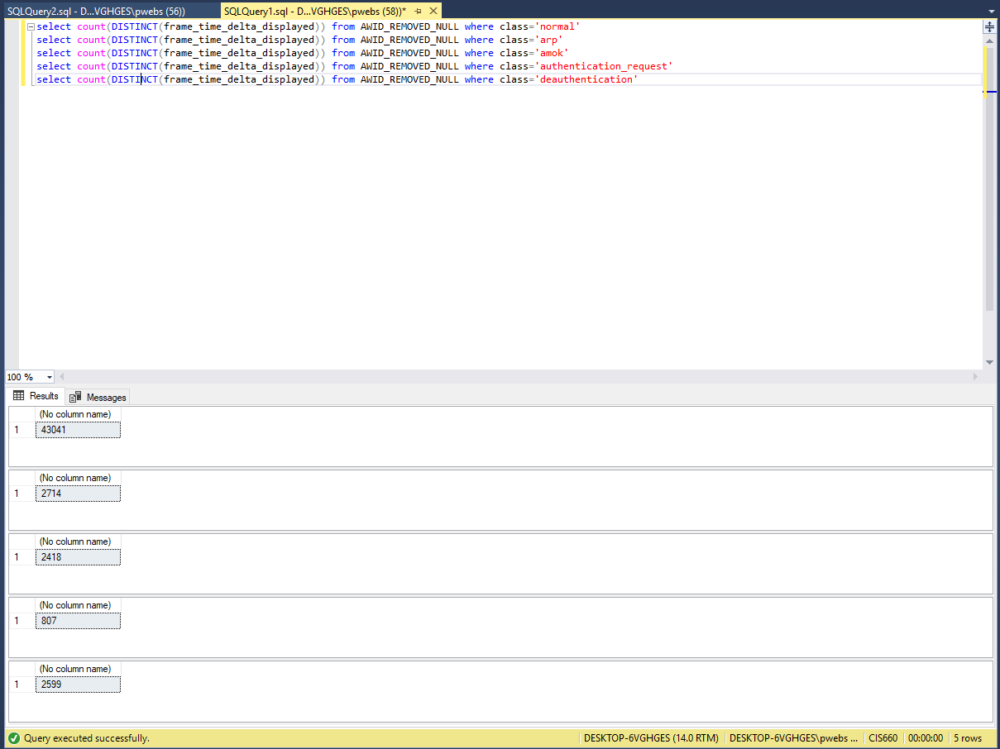 SQLQuery2.sql - D...VGHGES\pwebs (56)) SQLQuery1.sql - D...VGHGES\pwebs (58))*
select count(DISTINCT(frame_time_delta_displayed)) from AWID_REMOVED_NULL where class='normal'
select count(DISTINCT(frame_time_delta_displayed)) from AWID_REMOVED_NULL where class='arp'
select count(DISTINCT(frame_time_delta_displayed)) from AWID_REMOVED_NULL where class='amok'
select count(DISTINCT(frame_time_delta_displayed)) from AWID_REMOVED_NULL where class='authentication_request'
select count(DISTINCT(frame_time_delta_displayed)) from AWID_REMOVED_NULL where class='deauthentication'
100 %
Results Messages
(No column name)
1 43041
(No column name)
1 2714
(No column name)
1 2418
(No column name)
1 807
(No column name)
1 2599
Query executed successfully. DESKTOP-6VGHGES (14.0 RTM) DESKTOP-6VGHGES\pwebs ... CIS660 00:00:00 5 rows